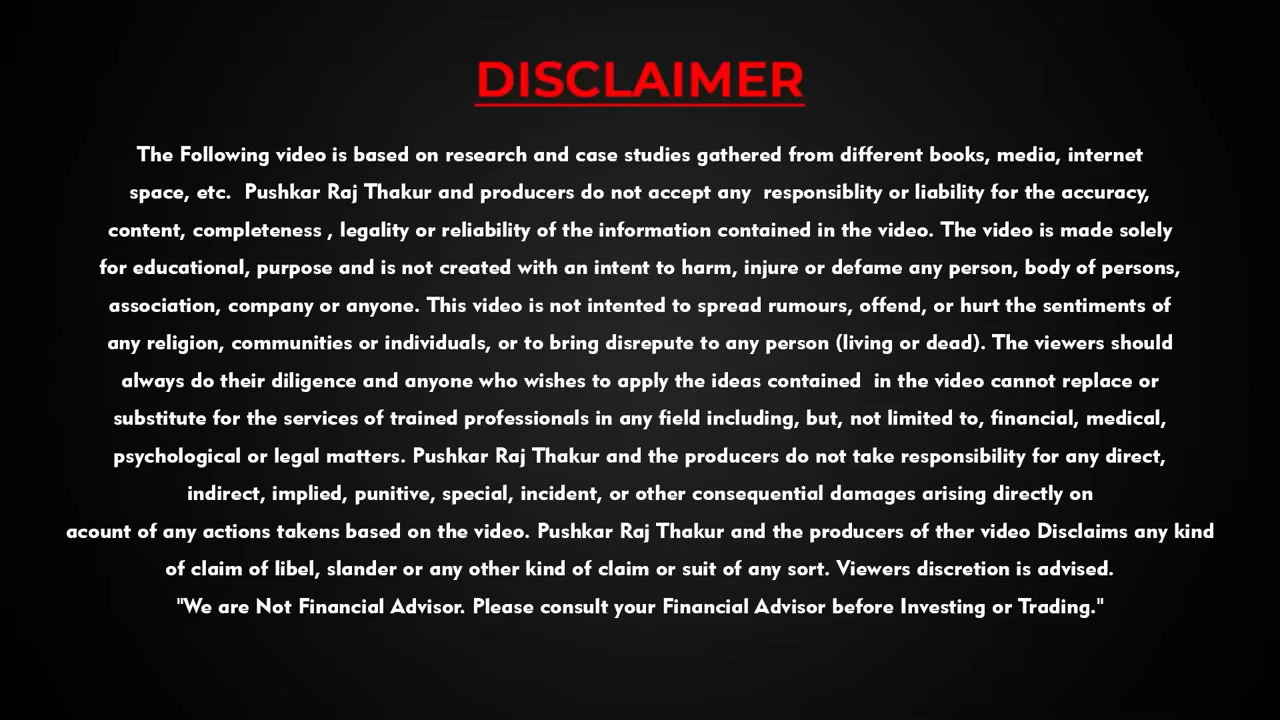 DISCLAIMER
The Following video is based on research and case studies gathered from different books, media, internet
space, etc.  Pushkar Raj Thakur and producers do not accept any  responsiblity or liability for the accuracy,
content, completeness , legality or reliability of the information contained in the video. The video is made solely
for educational, purpose and is not created with an intent to harm, injure or defame any person, body of persons,
association, company or anyone. This video is not intented to spread rumours, offend, or hurt the sentiments of
any religion, communities or individuals, or to bring disrepute to any person (living or dead). The viewers should
always do their diligence and anyone who wishes to apply the ideas contained  in the video cannot replace or
substitute for the services of trained professionals in any field including, but, not limited to, financial, medical,
psychological or legal matters. Pushkar Raj Thakur and the producers do not take responsibility for any direct,
indirect, implied, punitive, special, incident, or other consequential damages arising directly on
acount of any actions takens based on the video. Pushkar Raj Thakur and the producers of ther video Disclaims any kind
of claim of libel, slander or any other kind of claim or suit of any sort. Viewers discretion is advised.
"We are Not Financial Advisor. Please consult your Financial Advisor before Investing or Trading."